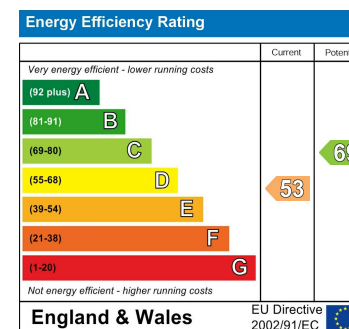 Energy Efficiency Rating
Current
Very energy efficient - lower running costs
(92 plus) A
(81-91) B
(69-80) C
(55-68) D
53
(39-54) E
(21-38) F
(1-20) G
Not energy efficient - higher running costs
England & Wales
EU Directive
2002/91/EC